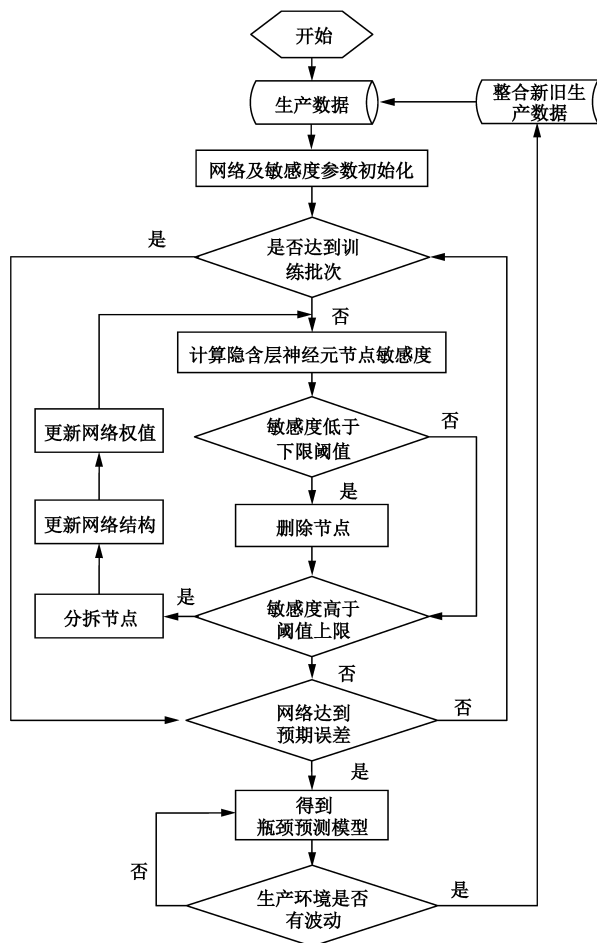 开始
生产数据
整合新旧生
产数据
网络及敏感度参数初始化
是
是否达到训
练批次
否
计算隐含层神经元节点敏感度
更新网络权值
敏感度低于
下限阈值
否
是
更新网络结构
删除节点
分拆节点
是
敏感度高于
阈值上限
否
网络达到
预期误差
否
是
得到
瓶颈预测模型
否
生产环境是否
有波动
是